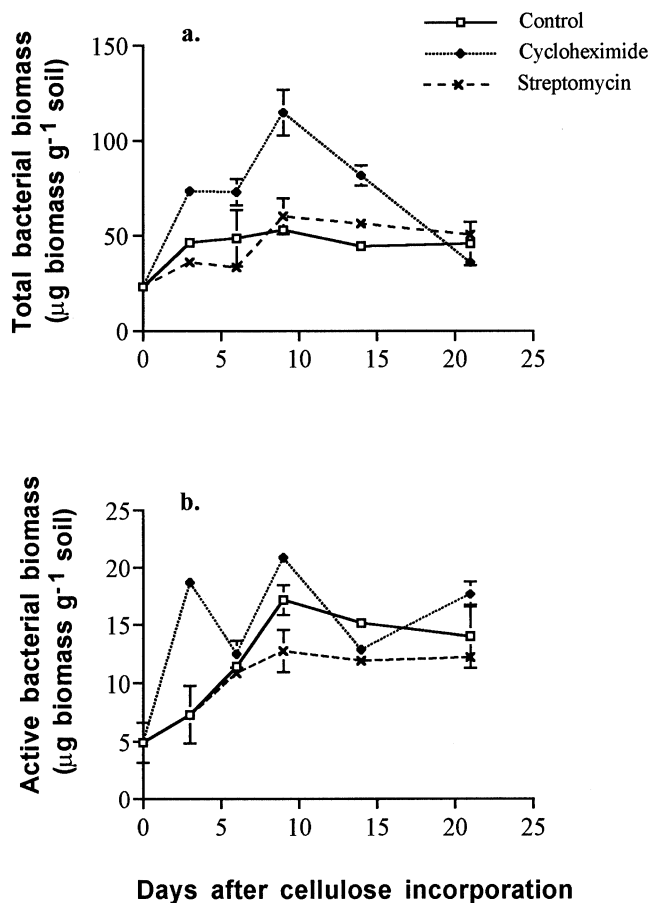 Control
Cycloheximide
Streptomycin
a.
Total bacterial biomass
(µg biomass g-1 soil)
150
100
50
0
0 5 10 15 20 25
b.
Active bacterial biomass
(µg biomass g-1 soil)
25
20
15
10
5
0
0 5 10 15 20 25
Days after cellulose incorporation